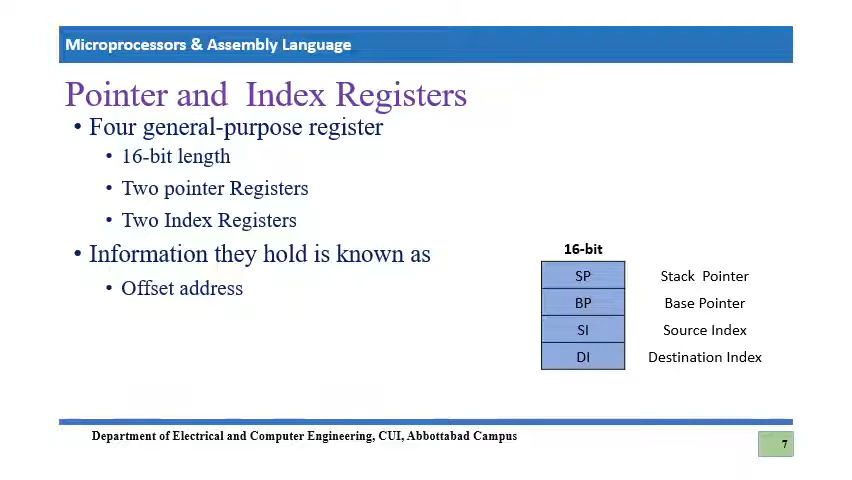 Microprocessors & Assembly Language
Pointer and Index Registers
• Four general-purpose register
• 16-bit length
• Two pointer Registers
• Two Index Registers
• Information they hold is known as
• Offset address
16-bit
SP Stack Pointer
BP Base Pointer
SI Source Index
DI Destination Index
Department of Electrical and Computer Engineering, CUI, Abbottabad Campus
7